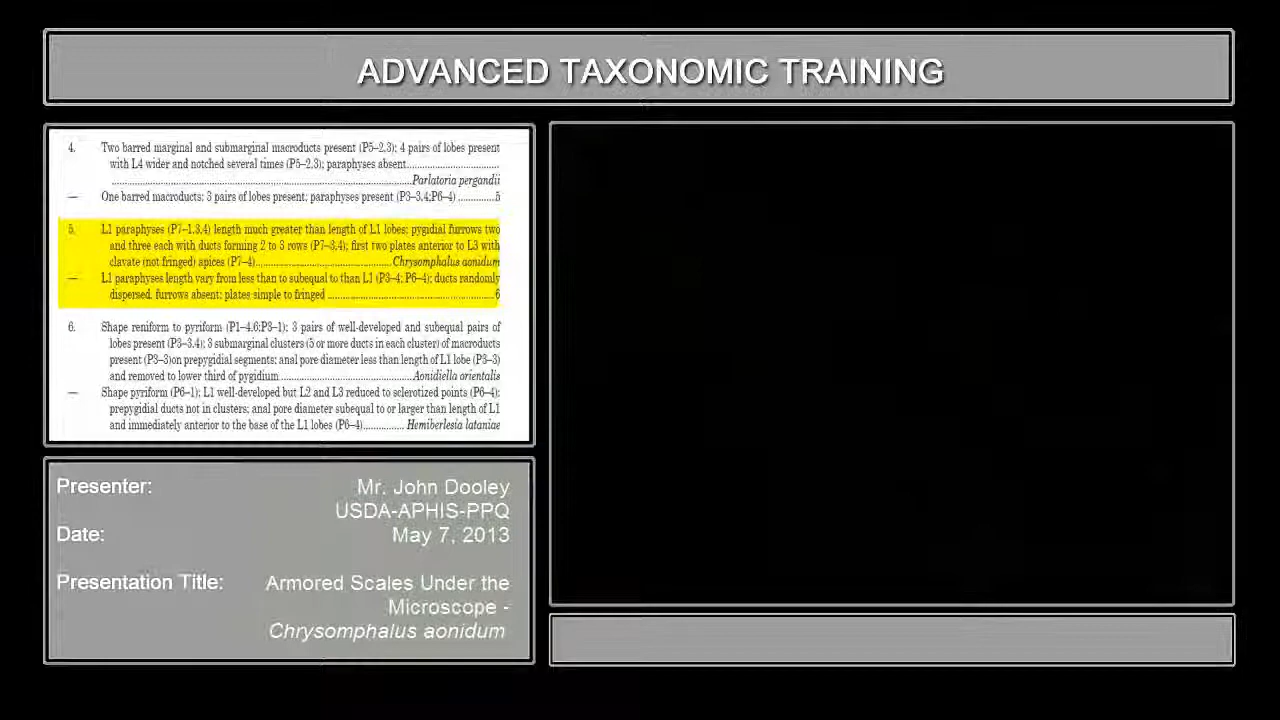 ADVANCED TAXONOMIC TRAINING
4. Two barred marginal and submarginal macroducts present (P5–2,3); 4 pairs of lobes present
with L4 wider and notched several times (P5–2,3); paraphyses absent..............................
....................................................................................................Parlatoria pergandii
— One barred macroducts; 3 pairs of lobes present; paraphyses present (P3–3,4;P6–4) ..............5
5. L1 paraphyses (P7–1,3,4) length much greater than length of L1 lobes; pygidial furrows two
and three each with ducts forming 2 to 3 rows (P7–3,4); first two plates anterior to L3 with
clavate (not fringed) apices (P7–4)..............................................Chrysomphalus aonidum
— L1 paraphyses length vary from less than to subequal to than L1 (P3–4; P6–4); ducts randomly
dispersed, furrows absent; plates simple to fringed ........................................................6
6. Shape reniform to pyriform (P1–4,6;P3–1); 3 pairs of well-developed and subequal pairs of
lobes present (P3–3,4); 3 submarginal clusters (5 or more ducts in each cluster) of macroducts
present (P3–3)on prepygidial segments; anal pore diameter less than length of L1 lobe (P3–3)
and removed to lower third of pygidium .............................................Aonidiella orientalis
— Shape pyriform (P6–1); L1 well-developed but L2 and L3 reduced to sclerotized points (P6–4);
prepygidial ducts not in clusters; anal pore diameter subequal to or larger than length of L1
and immediately anterior to the base of the L1 lobes (P6–4)............... Hemiberlesia lataniae
Presenter: Mr. John Dooley
USDA-APHIS-PPQ
Date: May 7, 2013
Presentation Title: Armored Scales Under the
Microscope -
Chrysomphalus aonidum